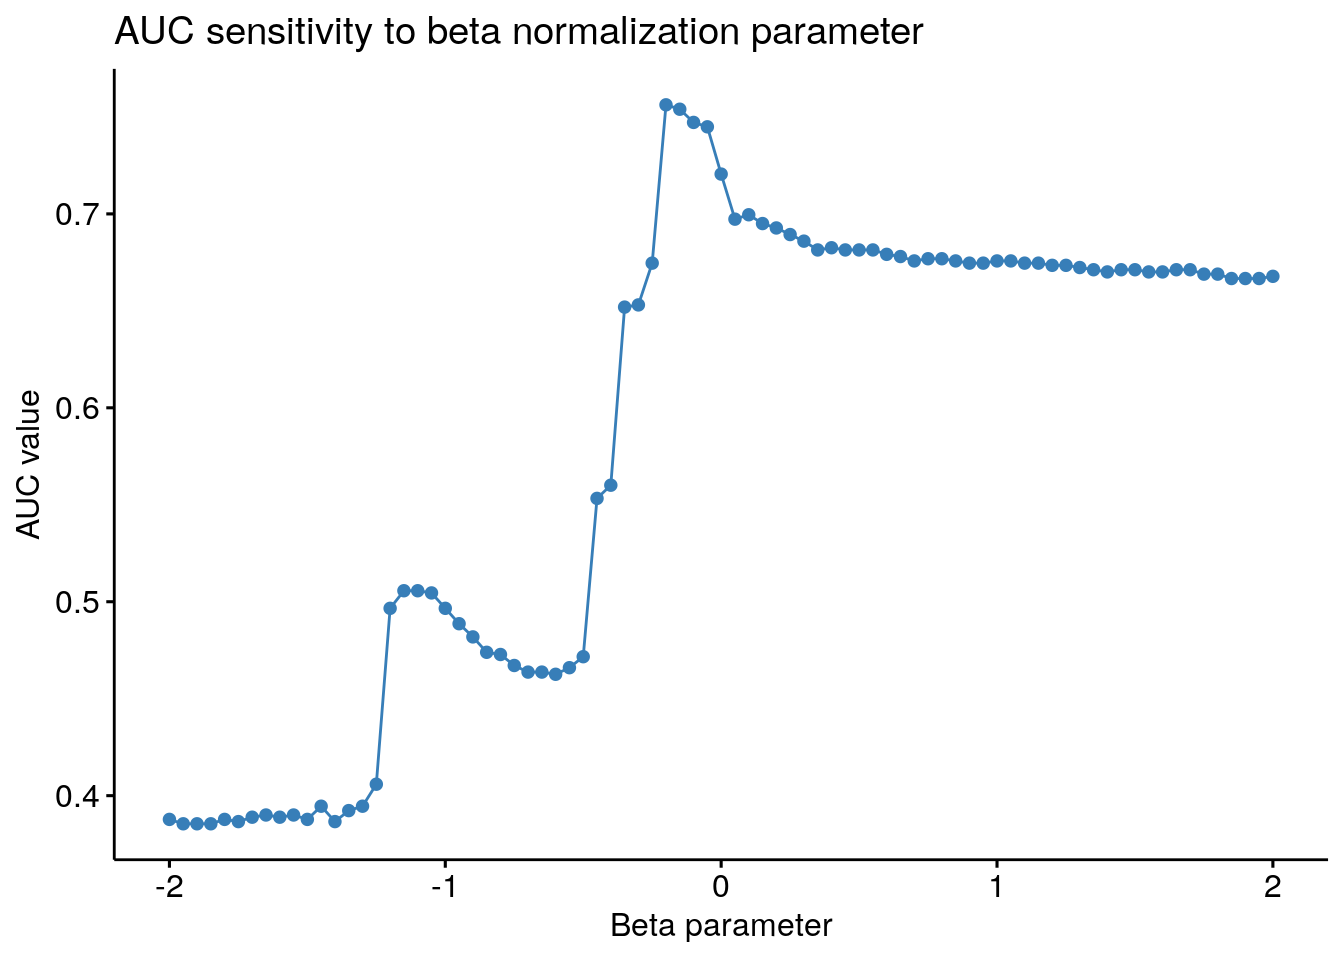 AUC sensitivity to beta normalization parameter
AUC value
0.7
0.6
0.5
0.4
-2 -1 0 1 2
Beta parameter